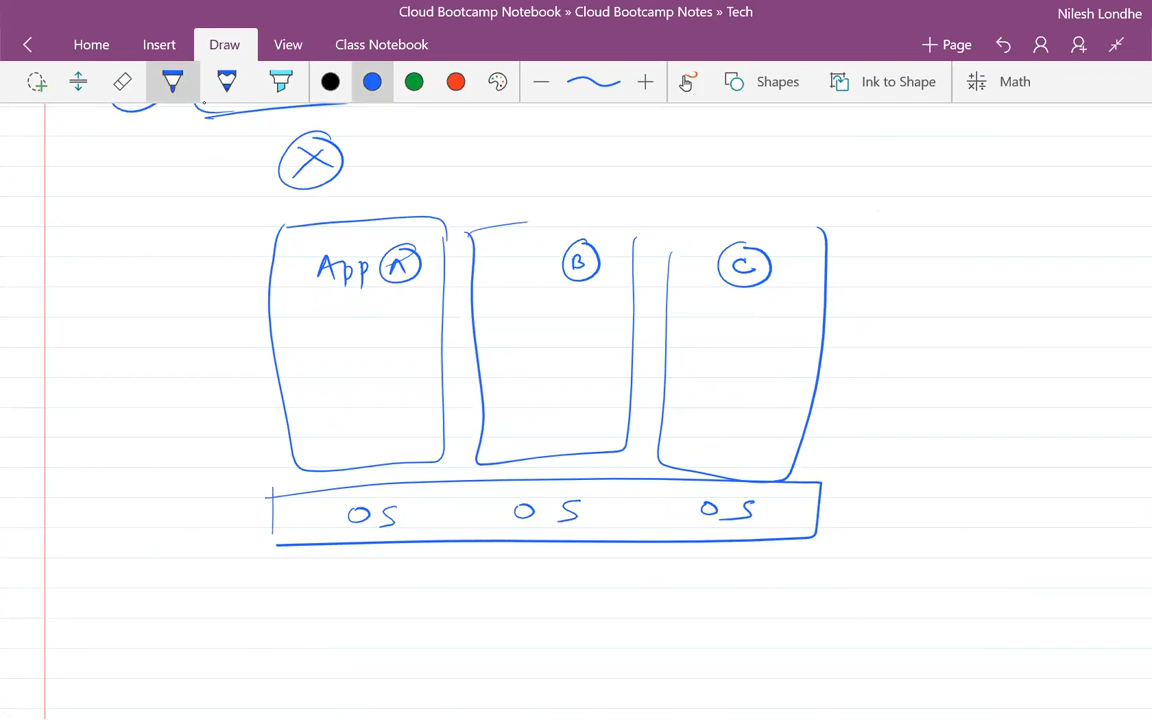 Cloud Bootcamp Notebook » Cloud Bootcamp Notes » Tech
Nilesh Londhe
Home Insert Draw View Class Notebook
Page
Shapes Ink to Shape Math
X
App A B C
OS OS OS